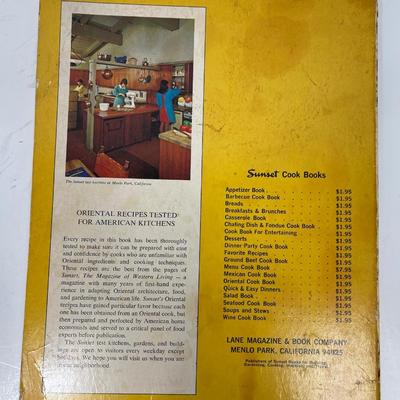 The Sunset test kitchens at Menlo Park, California
ORIENTAL RECIPES TESTED
FOR AMERICAN KITCHENS
Every recipe in this book has been thoroughly
tested to make sure it can be prepared with ease
and confidence by cooks who are unfamiliar with
Oriental ingredients and cooking techniques.
These recipes are the best from the pages of
Sunset, The Magazine of Western Living — a
magazine with many years of first-hand exper-
ience in adapting Oriental architecture, food,
and gardening to American life. Sunset's Oriental
recipes have gained particular favor because each
one has been obtained from an Oriental cook, but
then prepared and perfected by American home
economists and served to a critical panel of food
experts before publication.
The Sunset test kitchens, gardens, and build-
ings are open to visitors every weekday except
holidays. We hope you will visit us when you are
in our neighborhood.
Sunset Cook Books
Appetizer Book $1.95
Barbecue Cook Book $1.95
Breads $1.95
Breakfasts & Brunches $1.95
Casserole Book $1.95
Chafing Dish & Fondue Cook Book $1.95
Cook Book For Entertaining $1.95
Desserts $1.95
Dinner Party Cook Book $1.95
Favorite Recipes $1.95
Ground Beef Cook Book $1.95
Menu Cook Book $1.95
Mexican Cook Book $1.95
Oriental Cook Book $1.95
Quick & Easy Dinners $1.95
Salad Book $1.95
Seafood Cook Book $1.95
Soups and Stews $1.95
Wine Cook Book $1.95
LANE MAGAZINE & BOOK COMPANY
MENLO PARK, CALIFORNIA 94025
Publishers of Sunset Books for Building,
Gardening, Cooking,